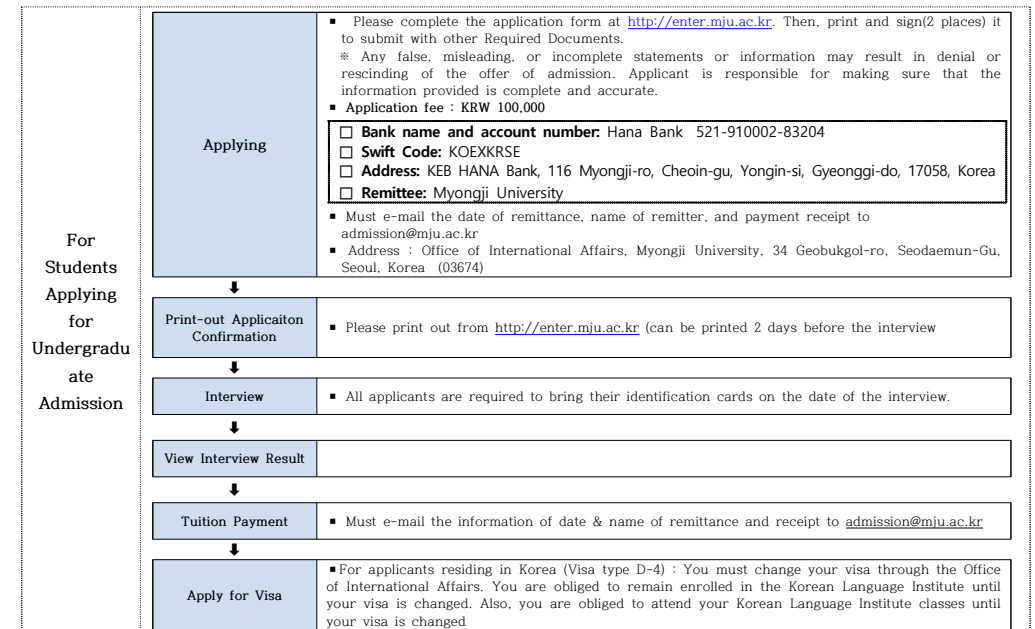 For
Students
Applying
for
Undergradu
ate
Admission
Applying
▪ Please complete the application form at http://enter.mju.ac.kr. Then, print and sign(2 places) it
to submit with other Required Documents.
※ Any false, misleading, or incomplete statements or information may result in denial or
rescinding of the offer of admission. Applicant is responsible for making sure that the
information provided is complete and accurate.
▪ Application fee : KRW 100,000
□ Bank name and account number: Hana Bank 521-910002-83204
□ Swift Code: KOEXKRSE
□ Address: KEB HANA Bank, 116 Myongji-ro, Cheoin-gu, Yongin-si, Gyeonggi-do, 17058, Korea
□ Remittee: Myongji University
▪ Must e-mail the date of remittance, name of remitter, and payment receipt to
admission@mju.ac.kr
▪ Address : Office of International Affairs, Myongji University, 34 Geobukgol-ro, Seodaemun-Gu,
Seoul, Korea (03674)
⬇
Print-out Applicaiton
Confirmation
▪ Please print out from http://enter.mju.ac.kr (can be printed 2 days before the interview
⬇
Interview
▪ All applicants are required to bring their identification cards on the date of the interview.
⬇
View Interview Result
⬇
Tuition Payment
▪ Must e-mail the information of date & name of remittance and receipt to admission@mju.ac.kr
⬇
Apply for Visa
▪For applicants residing in Korea (Visa type D-4) : You must change your visa through the Office
of International Affairs. You are obliged to remain enrolled in the Korean Language Institute until
your visa is changed. Also, you are obliged to attend your Korean Language Institute classes until
your visa is changed